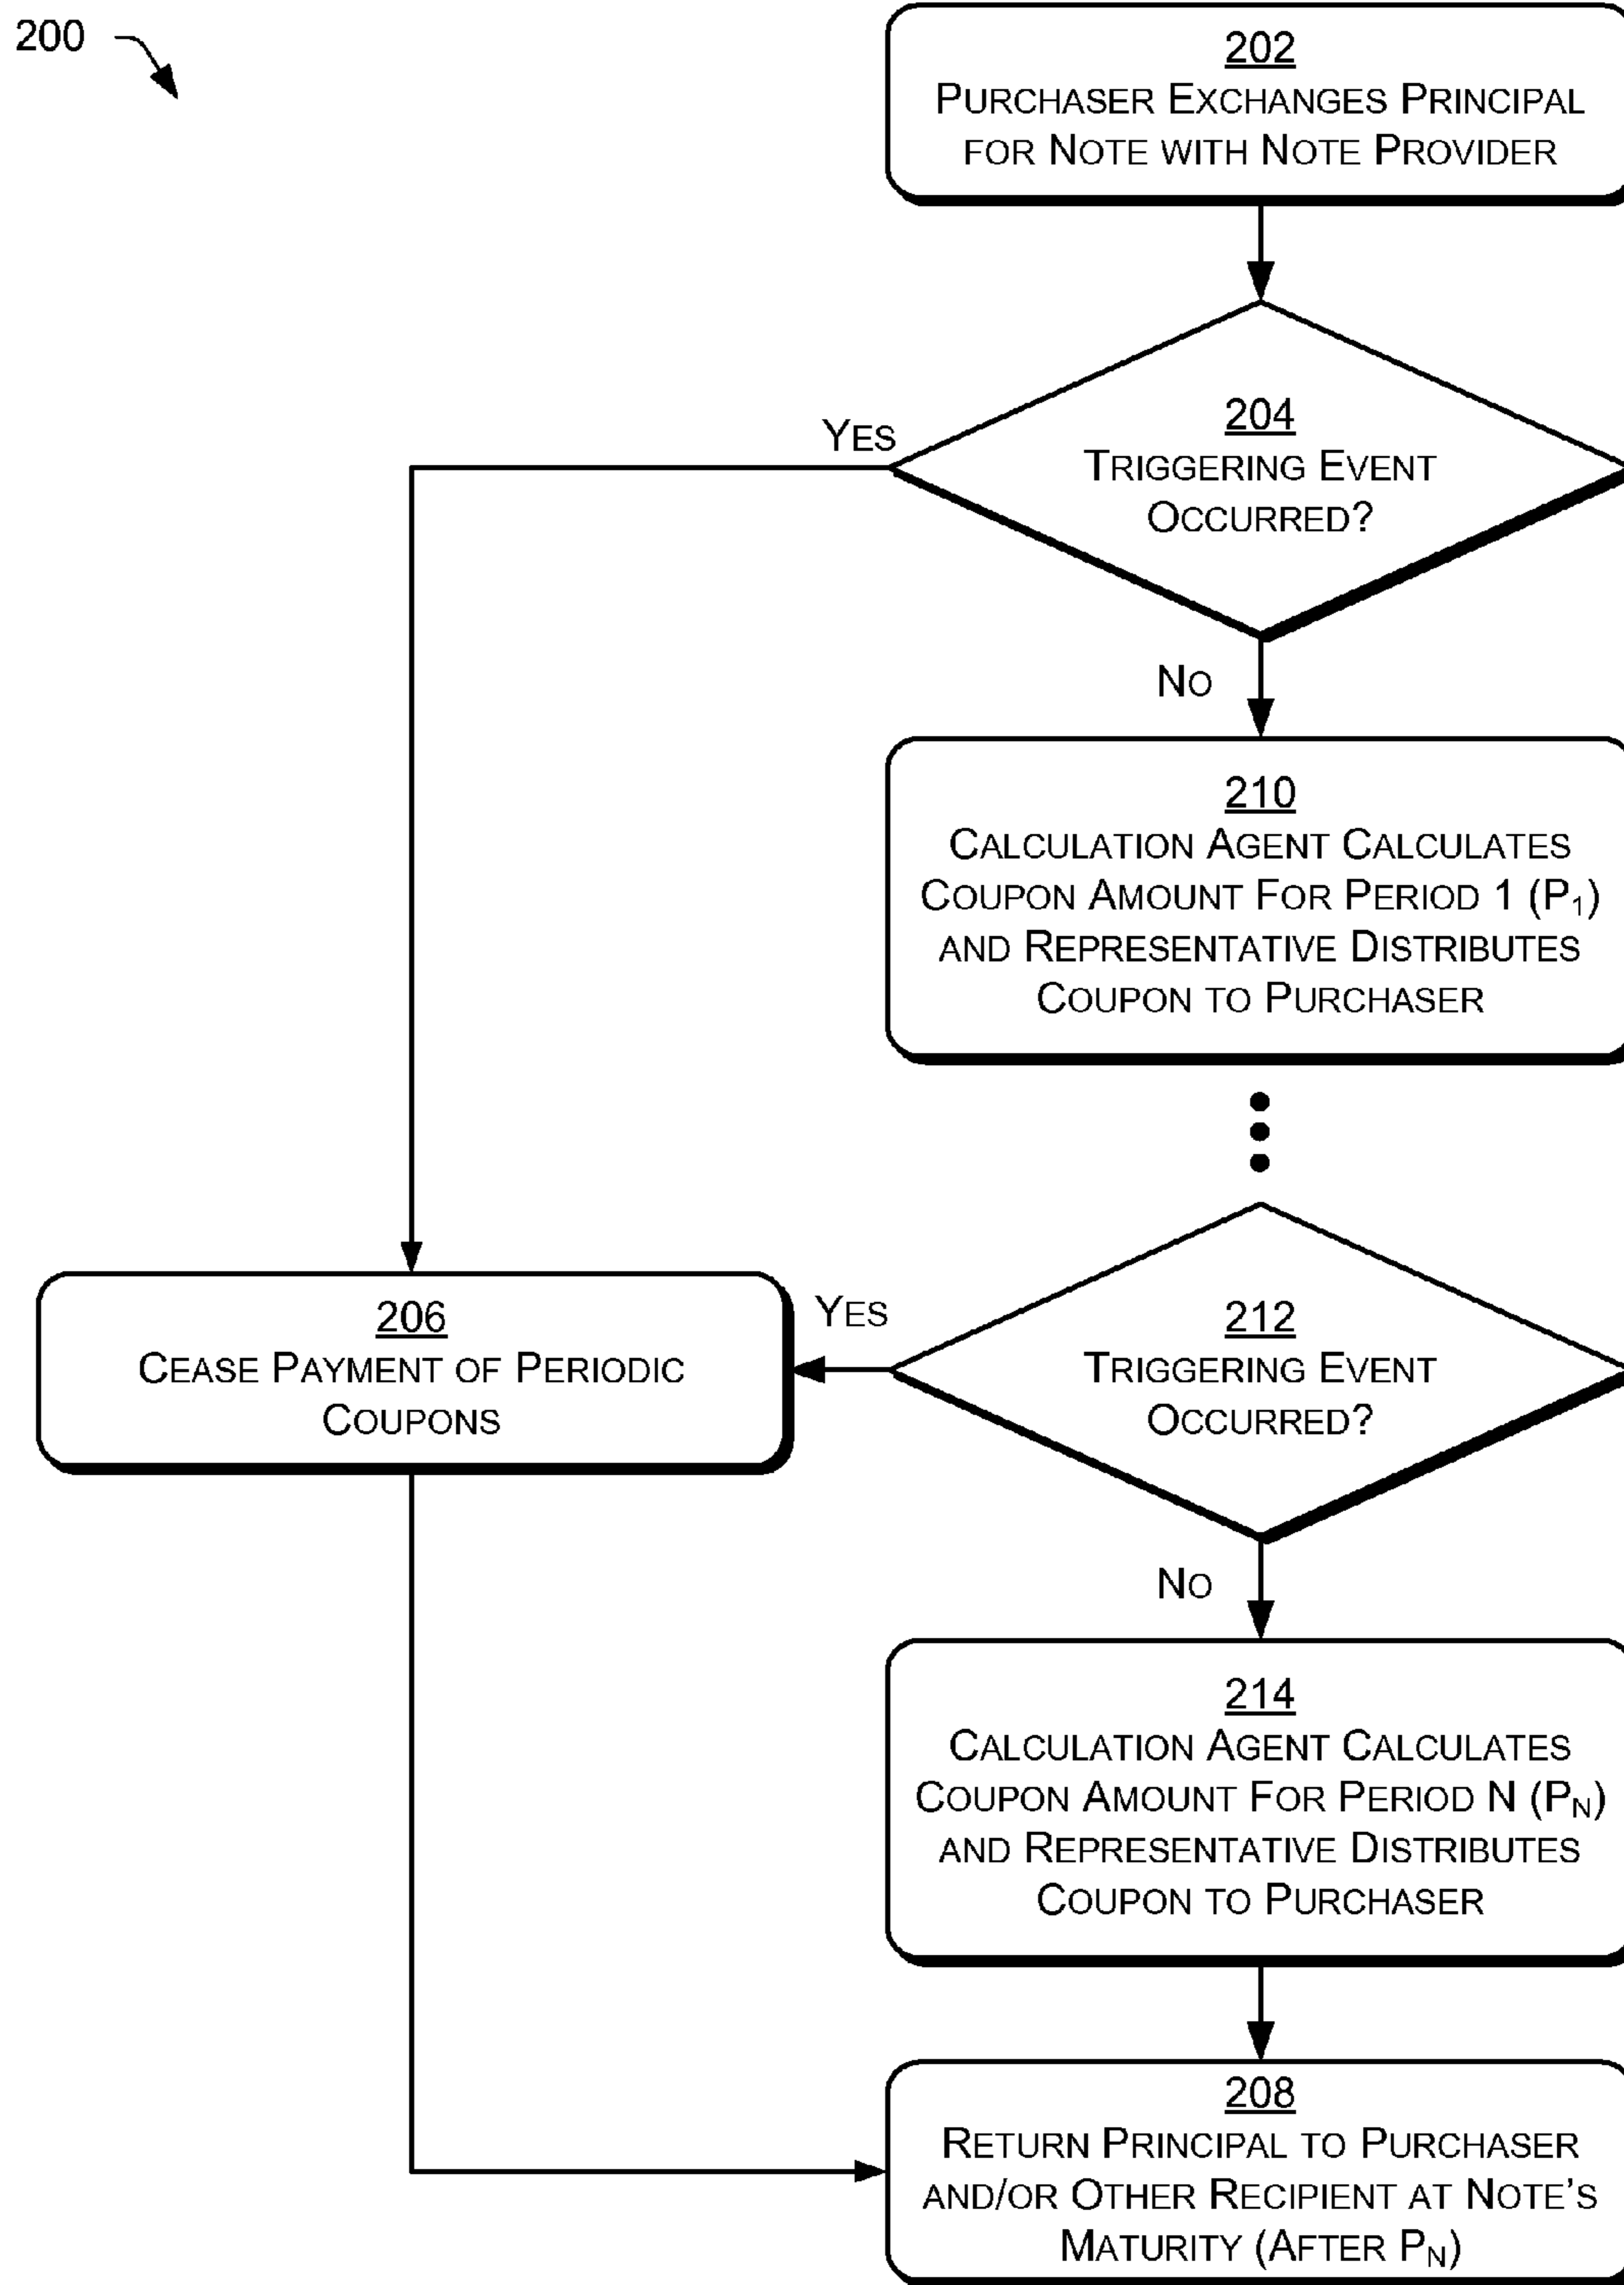 200
202
PURCHASER EXCHANGES PRINCIPAL
FOR NOTE WITH NOTE PROVIDER
204
TRIGGERING EVENT
OCCURRED?
YES
NO
210
CALCULATION AGENT CALCULATES
COUPON AMOUNT FOR PERIOD 1 (P₁)
AND REPRESENTATIVE DISTRIBUTES
COUPON TO PURCHASER
206
CEASE PAYMENT OF PERIODIC
COUPONS
YES
212
TRIGGERING EVENT
OCCURRED?
NO
214
CALCULATION AGENT CALCULATES
COUPON AMOUNT FOR PERIOD N (P_N)
AND REPRESENTATIVE DISTRIBUTES
COUPON TO PURCHASER
208
RETURN PRINCIPAL TO PURCHASER
AND/OR OTHER RECIPIENT AT NOTE'S
MATURITY (AFTER P_N)